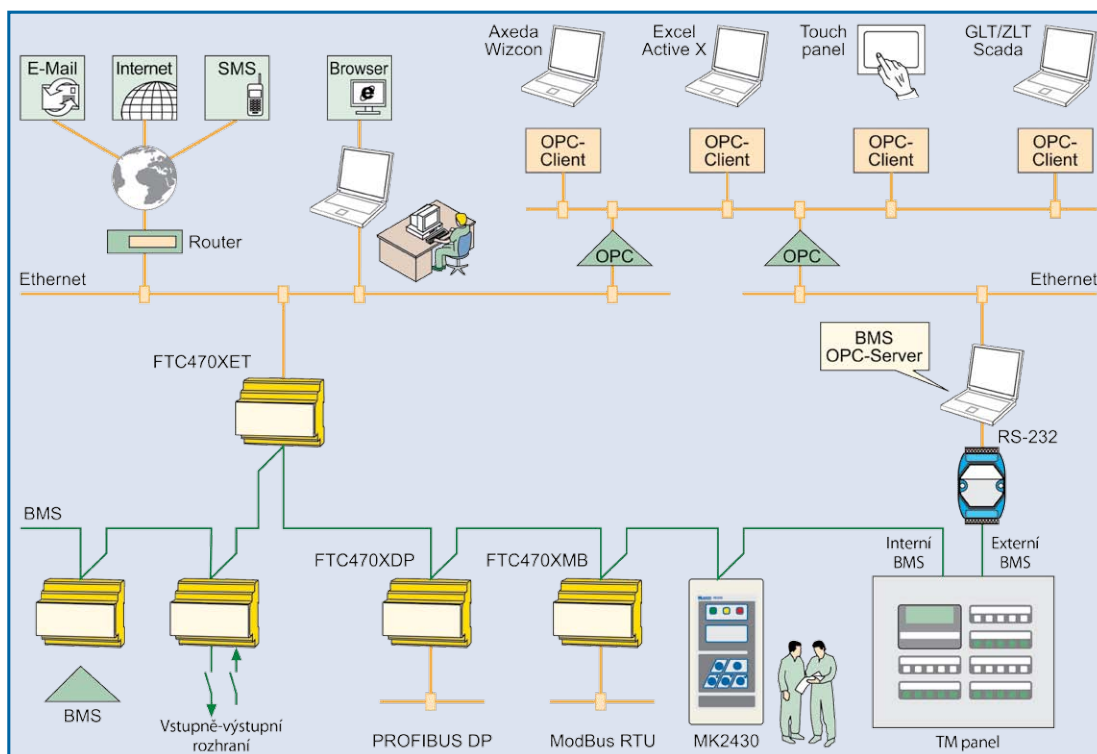 Axeda
Wizcon
Excel
Active X
Touch
panel
GLT/ZLT
Scada
E-Mail
Internet
SMS
Browser
OPC-
Client
OPC-
Client
OPC-
Client
OPC-
Client
Router
OPC
OPC
Ethernet
Ethernet
BMS
OPC-Server
FTC470XET
RS-232
BMS
FTC470XDP
FTC470XMB
Interní
BMS
Externí
BMS
BMS
Vstupně-výstupní
rozhraní
PROFIBUS DP
ModBus RTU
MK2430
TM panel